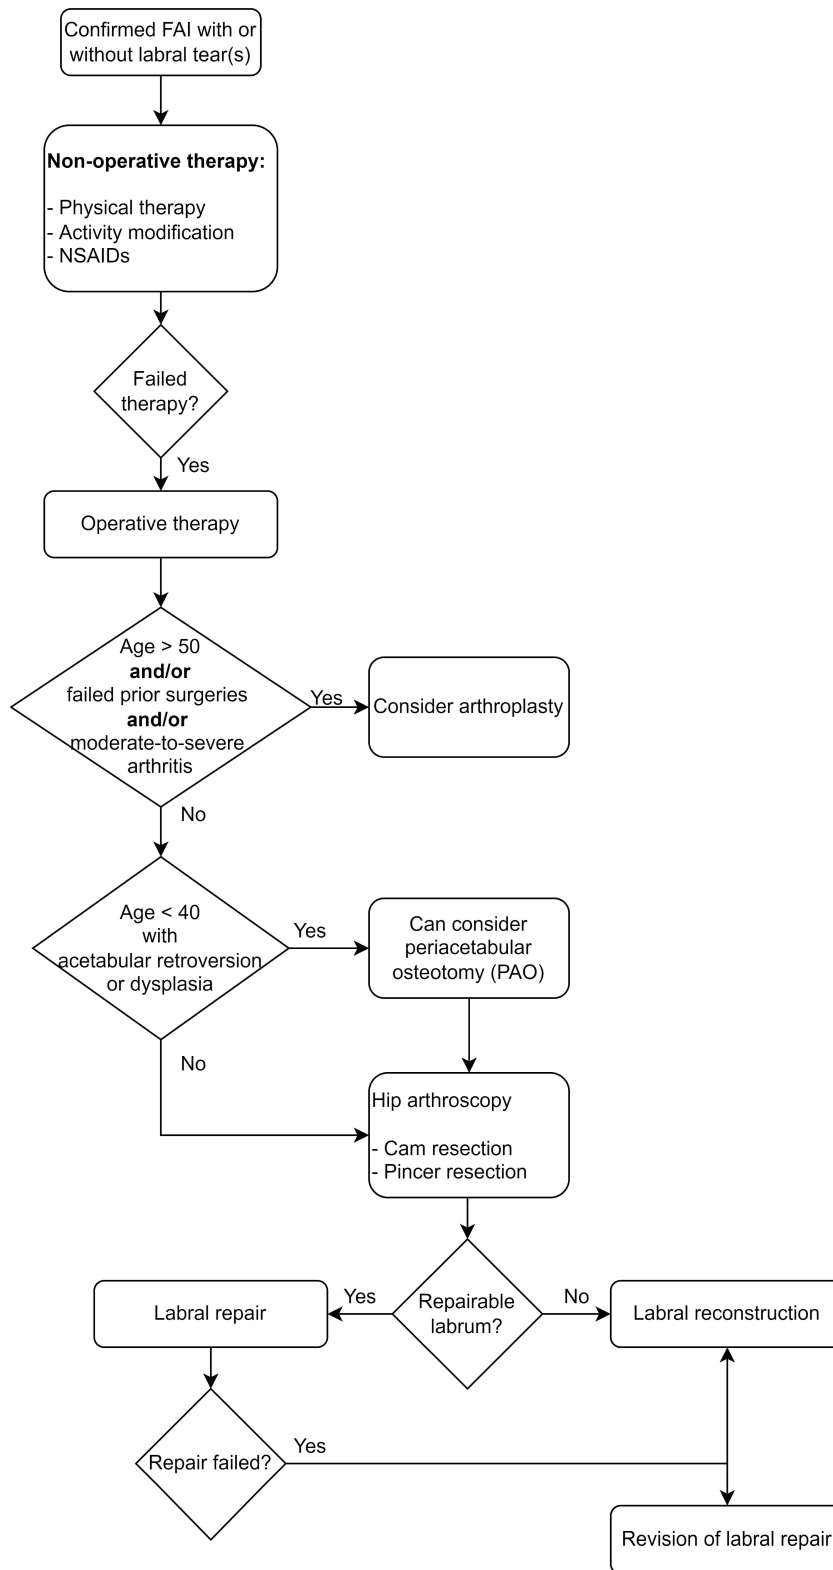 Confirmed FAI with or
without labral tear(s)
Non-operative therapy:
- Physical therapy
- Activity modification
- NSAIDs
Failed
therapy?
Yes
Operative therapy
Age > 50
and/or
failed prior surgeries
and/or
moderate-to-severe
arthritis
Yes
Consider arthroplasty
No
Age < 40
with
acetabular retroversion
or dysplasia
Yes
Can consider
periacetabular
osteotomy (PAO)
No
Hip arthroscopy
- Cam resection
- Pincer resection
Repairable
labrum?
Yes
Labral repair
No
Labral reconstruction
Repair failed?
Yes
Revision of labral repair